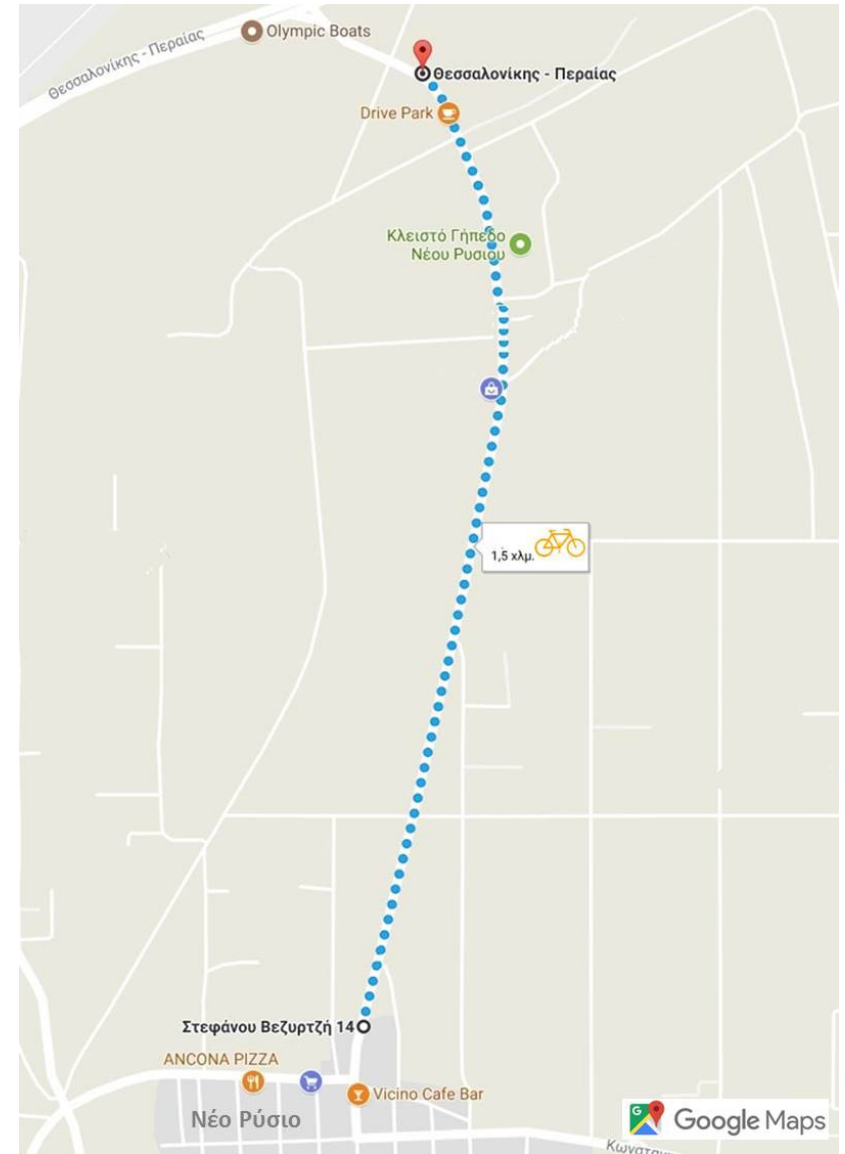 Olympic Boats
Θεσσαλονίκης - Περαίας
Θεσσαλονίκης - Περαίας
Drive Park
Κλειστό Γήπεδο
Νέου Ρυσίου
1,5 χλμ.
Στεφάνου Βεζυρτζή 14
ANCONA PIZZA
Vicino Cafe Bar
Νέο Ρύσιο
G
Google Maps